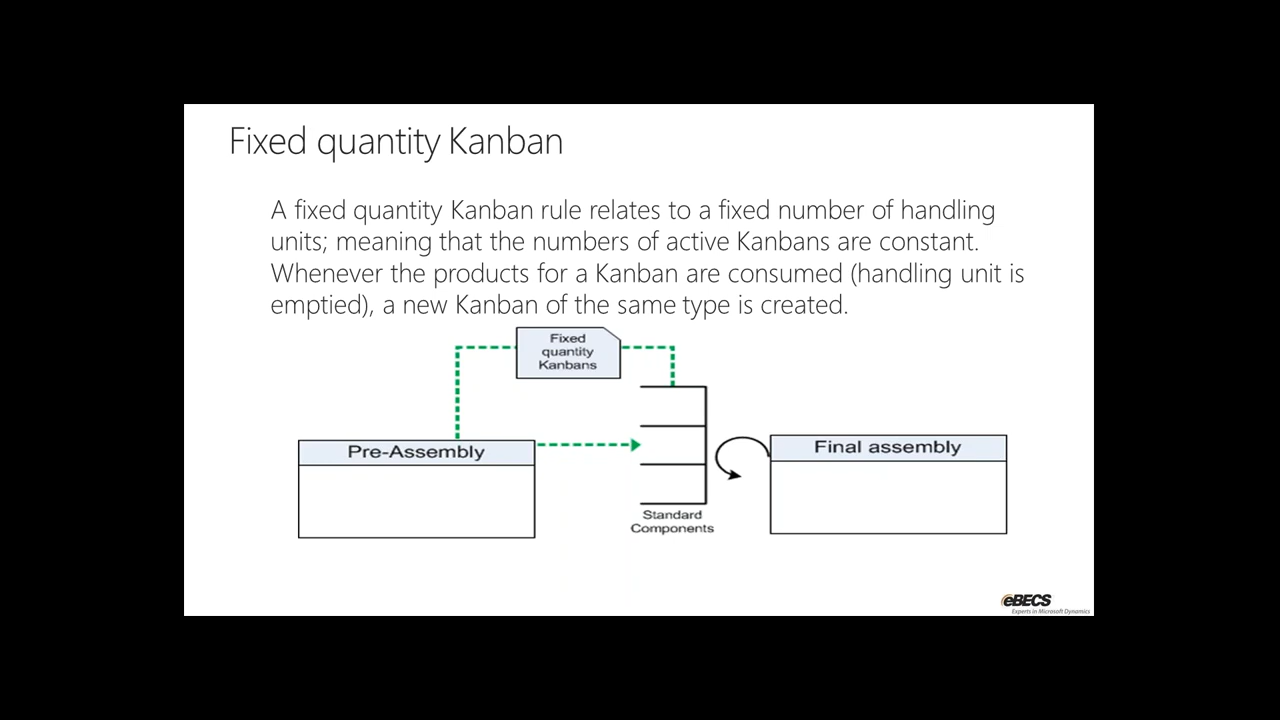 Fixed quantity Kanban
A fixed quantity Kanban rule relates to a fixed number of handling
units; meaning that the numbers of active Kanbans are constant.
Whenever the products for a Kanban are consumed (handling unit is
emptied), a new Kanban of the same type is created.
Fixed
quantity
Kanbans
Pre-Assembly
Final assembly
Standard
Components
eBECS
Experts in Microsoft Dynamics